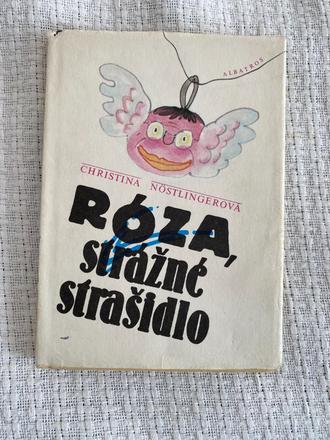 ALBATROS
CHRISTINA NÖSTLINGEROVÁ
RÓZA,
strážné
strašidlo